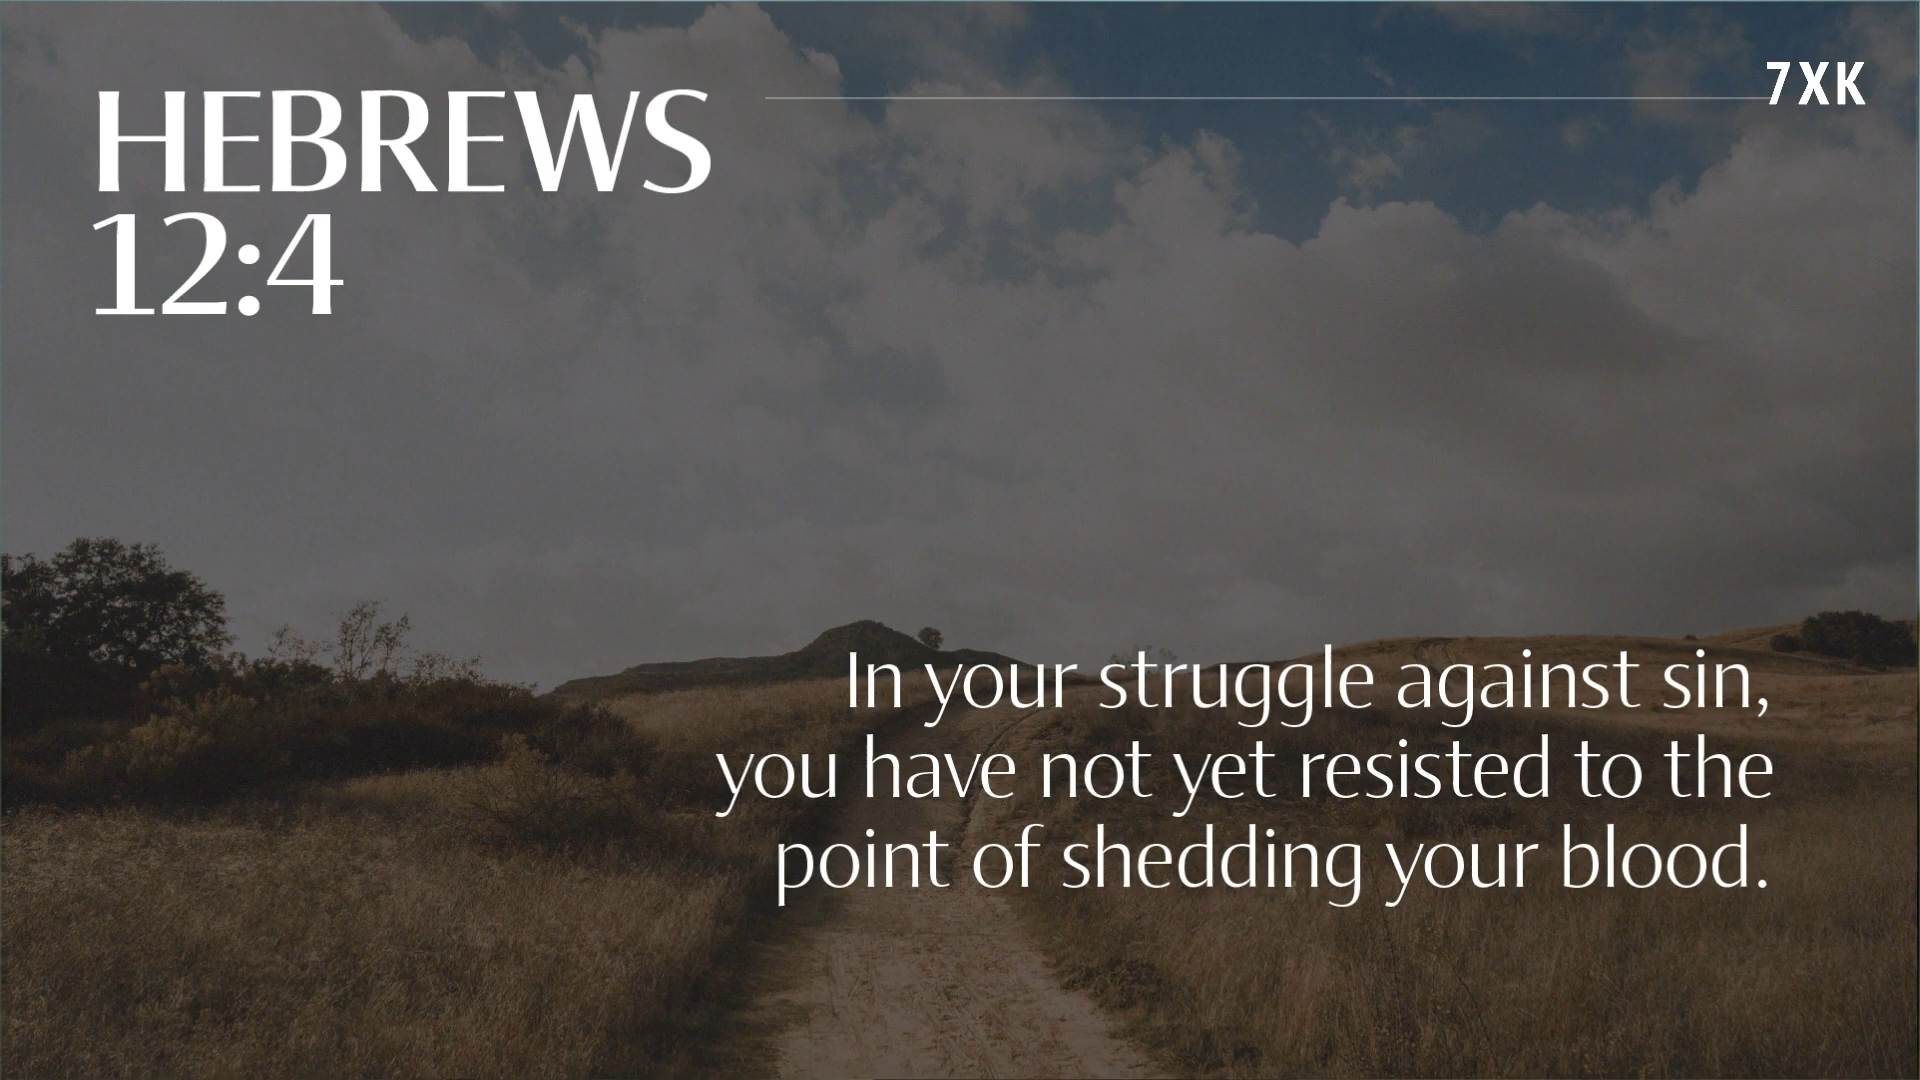 HEBREWS
12:4
7XK
In your struggle against sin,
you have not yet resisted to the
point of shedding your blood.